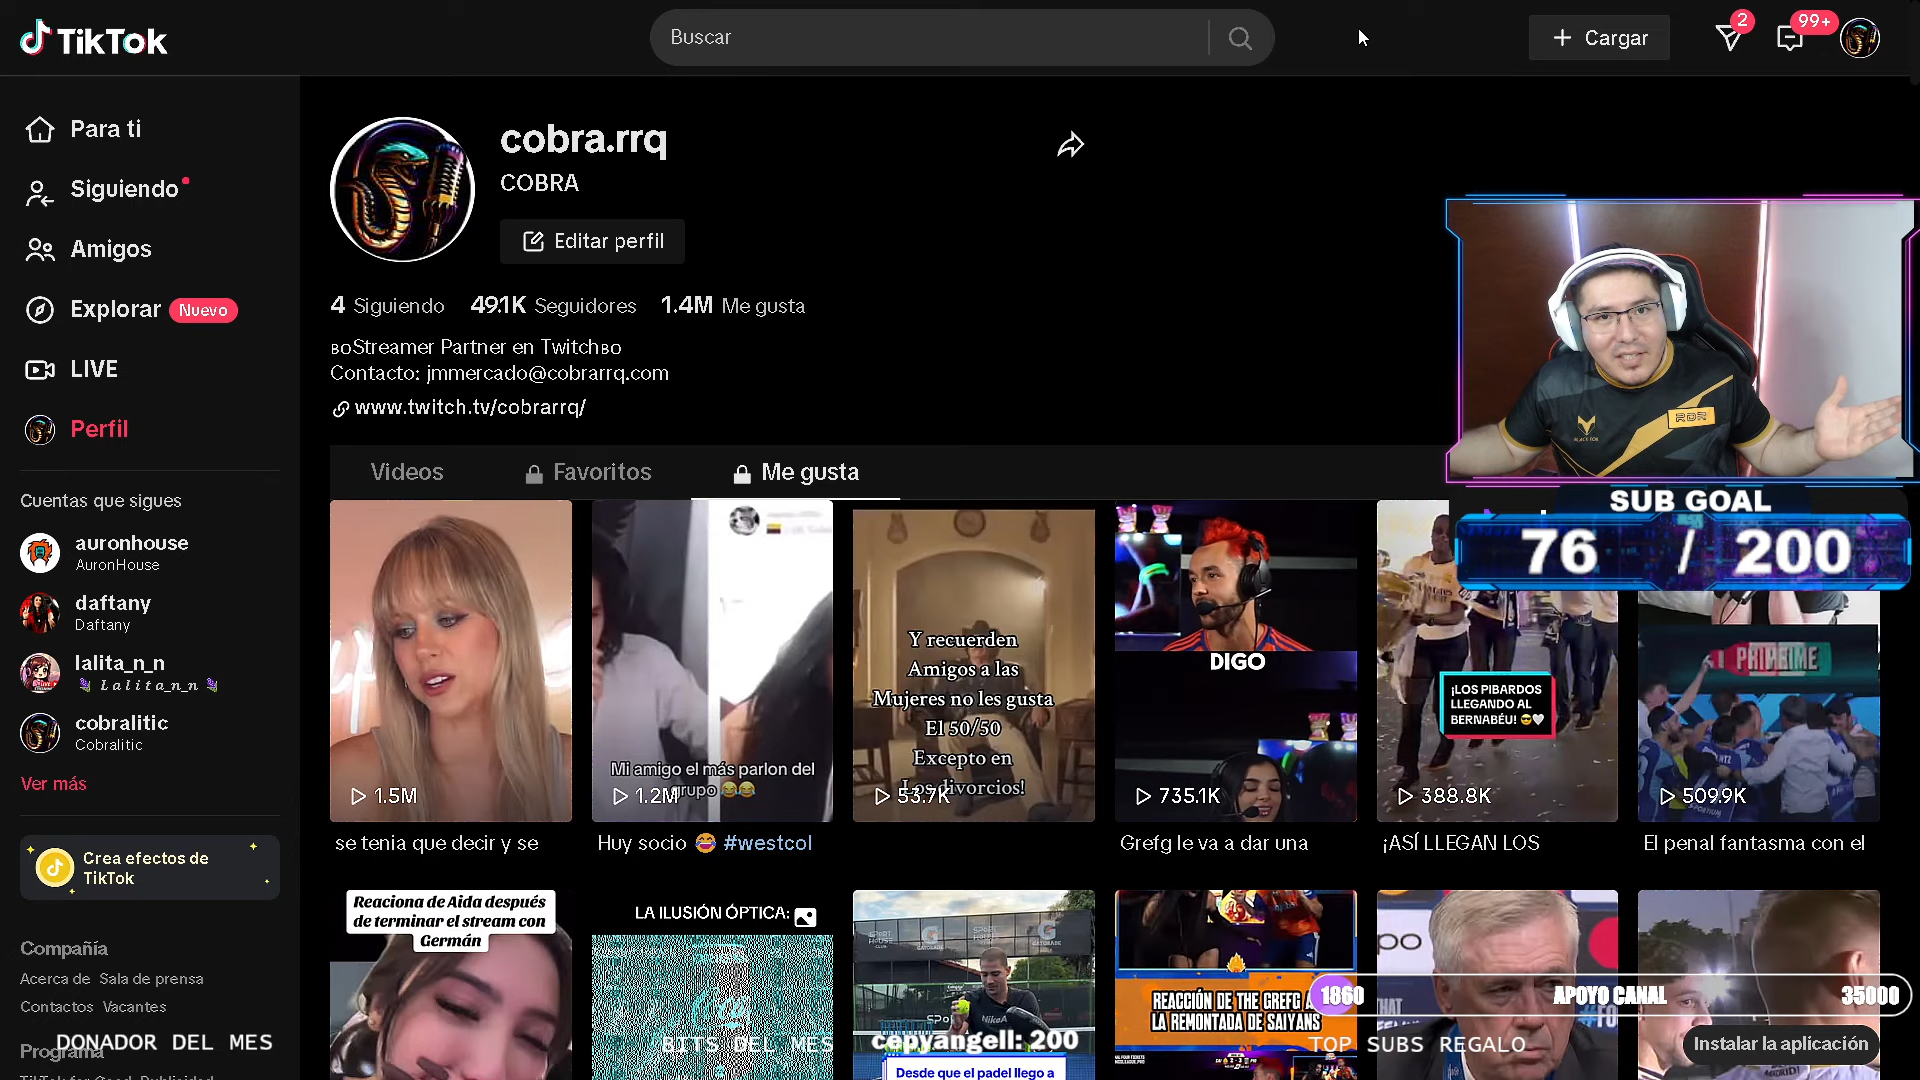 TikTok
Buscar
Cargar
2
99+
Para ti
Siguiendo
Amigos
Explorar Nuevo
LIVE
Perfil
Cuentas que sigues
auronhouse
AuronHouse
daftany
Daftany
lalita_n_n
Lalita_n_n
cobralitic
Cobralitic
Ver más
Crea efectos de
TikTok
Compañía
Acerca de Sala de prensa
Contactos Vacantes
Programa
DONADOR DEL MES
cobra.rrq
COBRA
Editar perfil
4 Siguiendo 49.1K Seguidores 1.4M Me gusta
BOStreamer Partner en TwitchBO
Contacto: jmmercado@cobrarrq.com
www.twitch.tv/cobrarrq/
Videos Favoritos Me gusta
SUB GOAL
76 / 200
1.5M
se tenia que decir y se
Mi amigo el más parlon del
grupo 😂😂
1.2M
Huy socio 😂 #westcol
Y recuerden
Amigos a las
Mujeres no les gusta
El 50/50
Excepto en
Los divorcios!
53.7K
DIGO
735.1K
Grefg le va a dar una
¡LOS PIBARDOS
LLEGANDO AL
BERNABÉU! 😎🤍
388.8K
¡ASÍ LLEGAN LOS
509.9K
El penal fantasma con el
Reaciona de Aida después
de terminar el stream con
Germán
LA ILUSIÓN ÓPTICA:
BITS DEL MES
cepyangell: 200
Desde que el padel llego a
REACCIÓN DE THE GREFG A
LA REMONTADA DE SAIYANS
1860 APOYO CANAL 35000
TOP SUBS REGALO
Instalar la aplicación